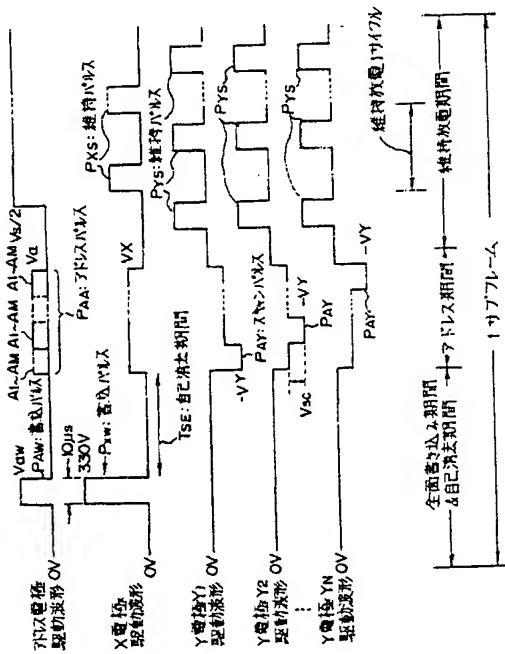 アドレス電極
駆動波形
0V
Vaw
PAW:書込パルス
10μs
A1~AM
A1~AM
A1~AM
Va
Vs/2
PAA:アドレスパルス
X電極
駆動波形
0V
330V
PXW:書込パルス
TSE:自己消去期間
VX
PXS:維持パルス
Y電極Y1
駆動波形
0V
-VY
PAY:スキャンパルス
PYS:維持パルス
Y電極Y2
駆動波形
0V
Vsc
-VY
PAY
PYS
⋮
Y電極YN
駆動波形
0V
PAY
-VY
PYS
維持放電1サイクル
全面書き込み期間
&自己消去期間
アドレス期間
維持放電期間
1サブフレーム